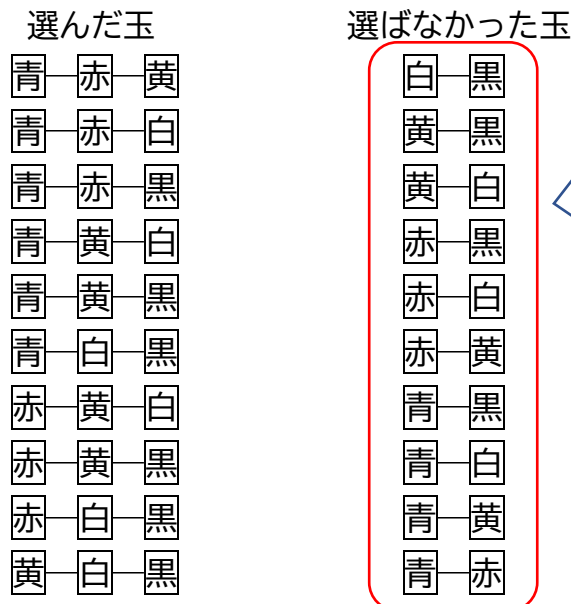 選んだ玉 選ばなかった玉
青 赤 黄 白 黒
青 赤 白 黄 黒
青 赤 黒 黄 白
青 黄 白 赤 黒
青 黄 黒 赤 白
青 白 黒 赤 黄
赤 黄 白 青 黒
赤 黄 黒 青 白
赤 白 黒 青 黄
黄 白 黒 青 赤